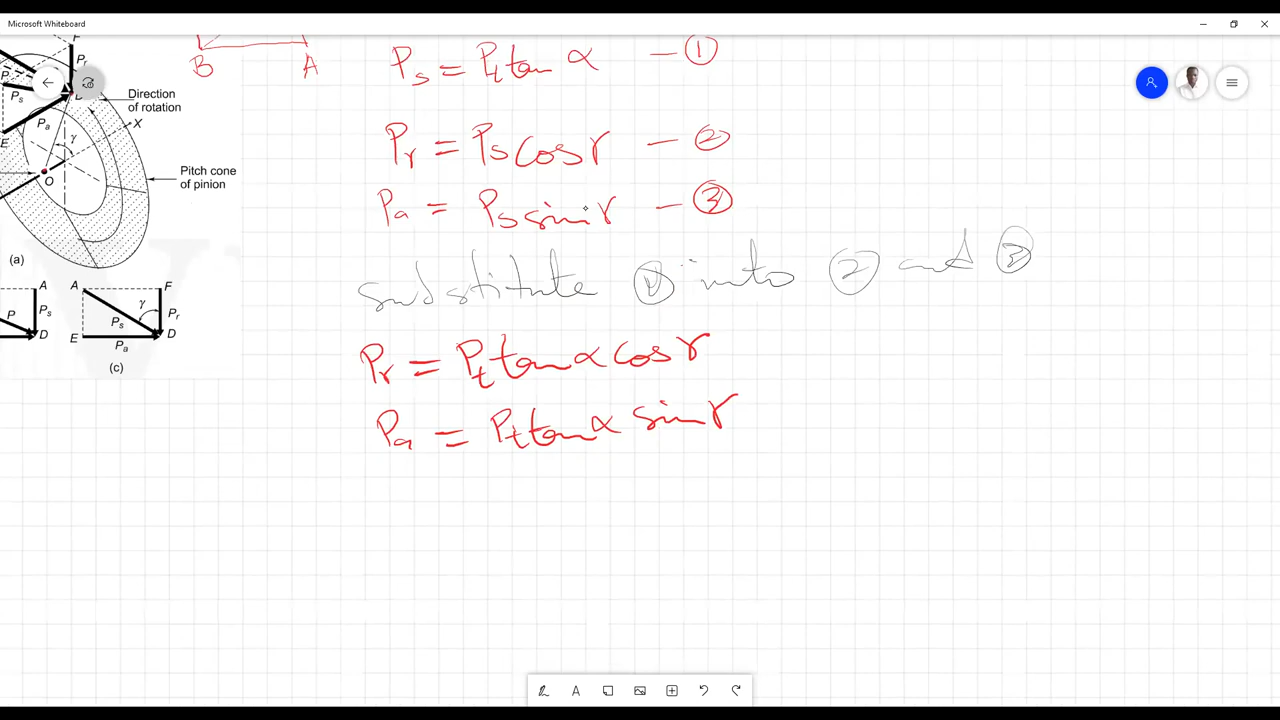 Microsoft Whiteboard
B A
Ps = Pt tan α — ①
Pr = Ps cos γ — ②
Pa = Ps sin γ — ③
substitute ① into ② and ③
Pr = Pt tan α cos γ
Pa = Pt tan α sin γ
F
Pr
P
Ps
D
E
Pa
γ
X
O
Direction
of rotation
Pitch cone
of pinion
(a)
A
Ps
P
D
A F
γ
Pr
Ps
E D
Pa
(c)